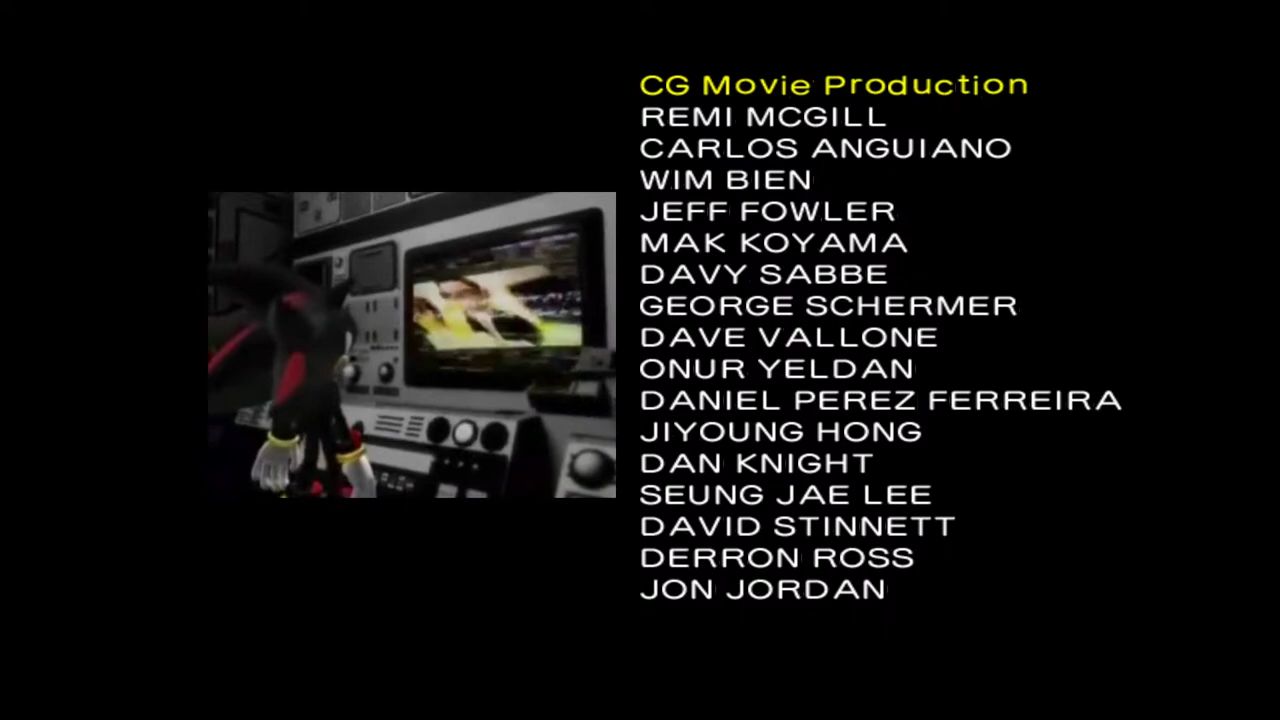 CG Movie Production
REMI MCGILL
CARLOS ANGUIANO
WIM BIEN
JEFF FOWLER
MAK KOYAMA
DAVY SABBE
GEORGE SCHERMER
DAVE VALLONE
ONUR YELDAN
DANIEL PEREZ FERREIRA
JIYOUNG HONG
DAN KNIGHT
SEUNG JAE LEE
DAVID STINNETT
DERRON ROSS
JON JORDAN